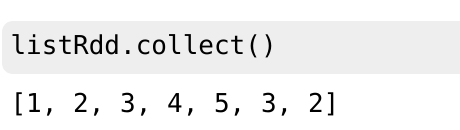 listRdd.collect()
[1, 2, 3, 4, 5, 3, 2]